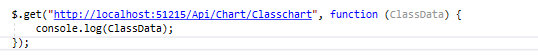 $.get("http://localhost:51215/Api/Chart/Classchart", function (ClassData) {
    console.log(ClassData);
});